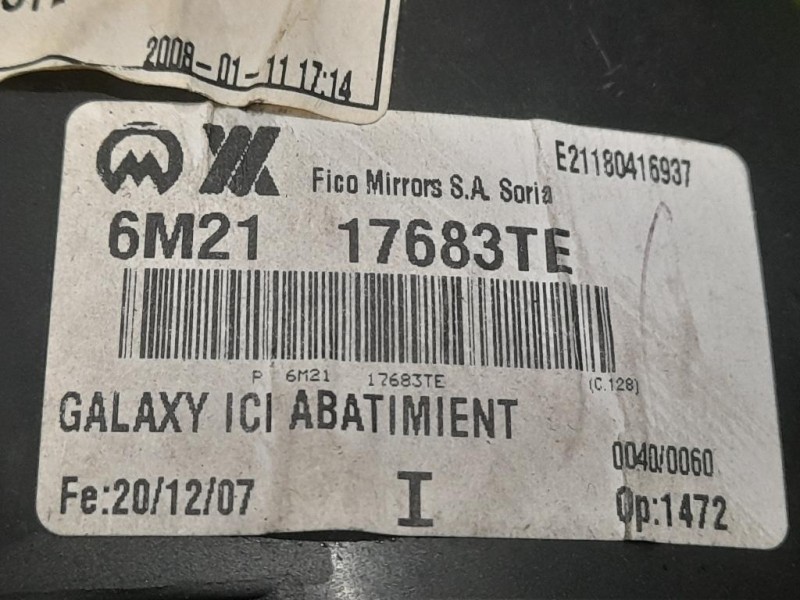 2008-01-11 17:14
E21180416937
Fico Mirrors S.A. Soria
6M21 17683TE
P 6M21 17683TE (C.128)
GALAXY ICI ABATIMIENT
0040/0060
Fe:20/12/07 I Op:1472